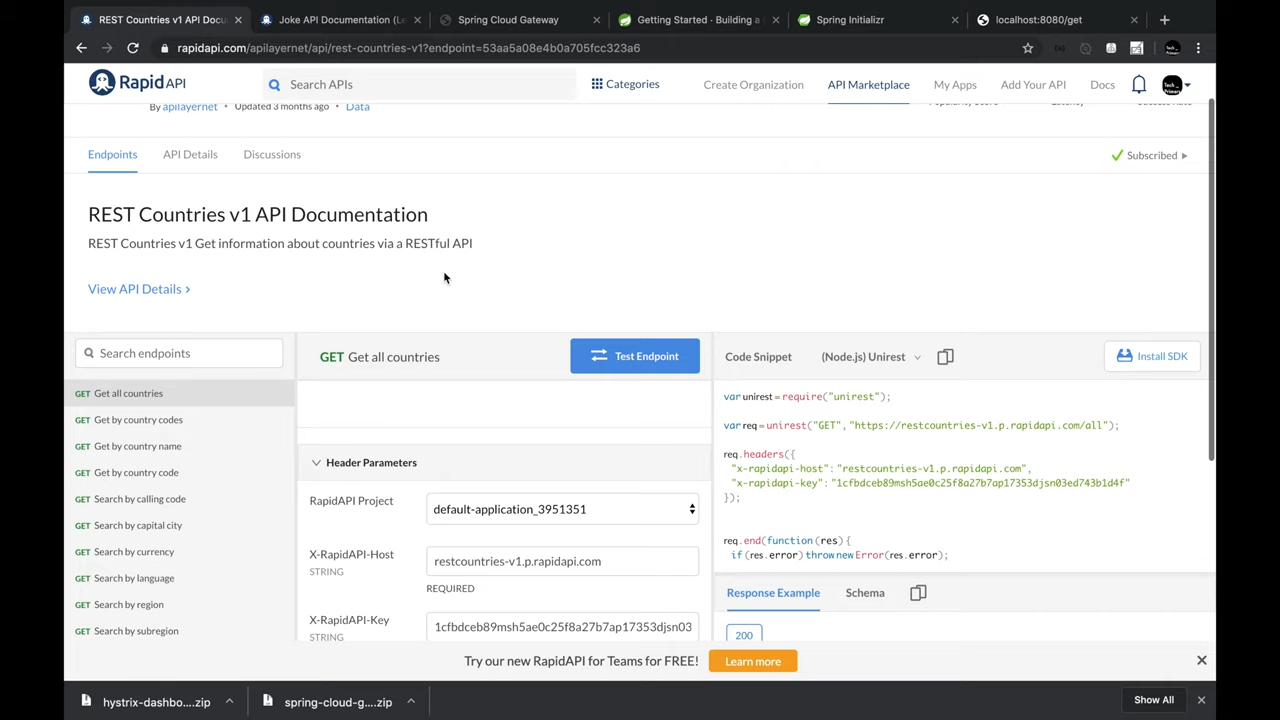 REST Countries v1 API Docu
Joke API Documentation (Le
Spring Cloud Gateway
Getting Started · Building a
Spring Initializr
localhost:8080/get
rapidapi.com/apilayernet/api/rest-countries-v1?endpoint=53aa5a08e4b0a705fcc323a6
Rapid API
Search APIs
Categories
Create Organization
API Marketplace
My Apps
Add Your API
Docs
Tech
Primers
By apilayernet • Updated 3 months ago • Data
Popularity Score
Latency
Success Rate
Endpoints
API Details
Discussions
Subscribed
REST Countries v1 API Documentation
REST Countries v1 Get information about countries via a RESTful API
View API Details ›
Search endpoints
GET Get all countries
GET Get by country codes
GET Get by country name
GET Get by country code
GET Search by calling code
GET Search by capital city
GET Search by currency
GET Search by language
GET Search by region
GET Search by subregion
GET Get all countries
Test Endpoint
Header Parameters
RapidAPI Project
default-application_3951351
X-RapidAPI-Host
STRING
restcountries-v1.p.rapidapi.com
REQUIRED
X-RapidAPI-Key
STRING
1cfbdceb89msh5ae0c25f8a27b7ap17353djsn03
Code Snippet
(Node.js) Unirest
Install SDK
var unirest = require("unirest");
var req = unirest("GET", "https://restcountries-v1.p.rapidapi.com/all");
req.headers({
"x-rapidapi-host": "restcountries-v1.p.rapidapi.com",
"x-rapidapi-key": "1cfbdceb89msh5ae0c25f8a27b7ap17353djsn03ed743b1d4f"
});
req.end(function (res) {
if (res.error) throw new Error(res.error);
Response Example
Schema
200
Try our new RapidAPI for Teams for FREE!
Learn more
hystrix-dashbo....zip
spring-cloud-g....zip
Show All